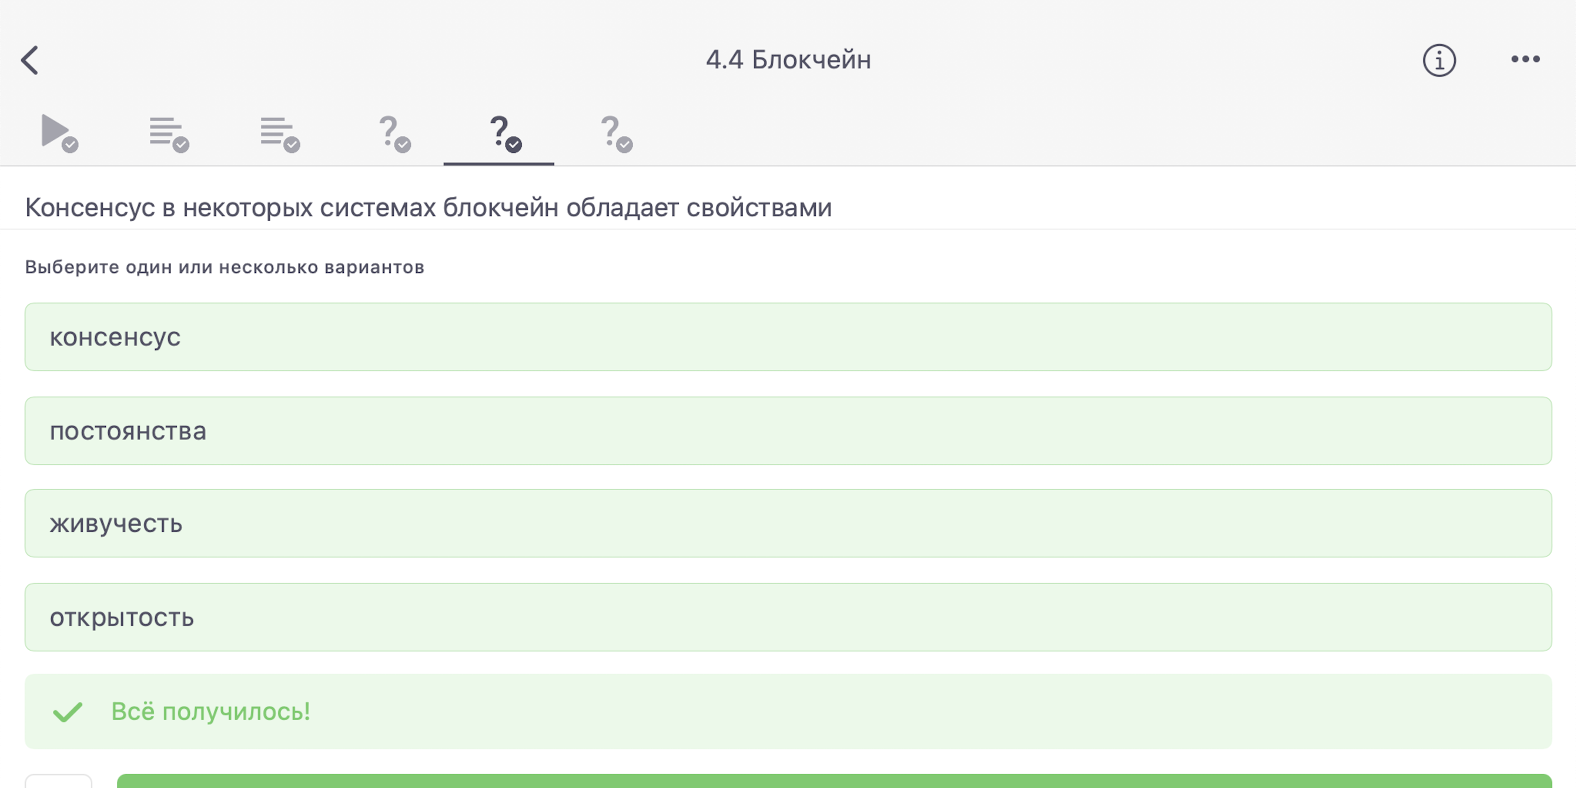 4.4 Блокчейн
Консенсус в некоторых системах блокчейн обладает свойствами
Выберите один или несколько вариантов
консенсус
постоянства
живучесть
открытость
Всё получилось!